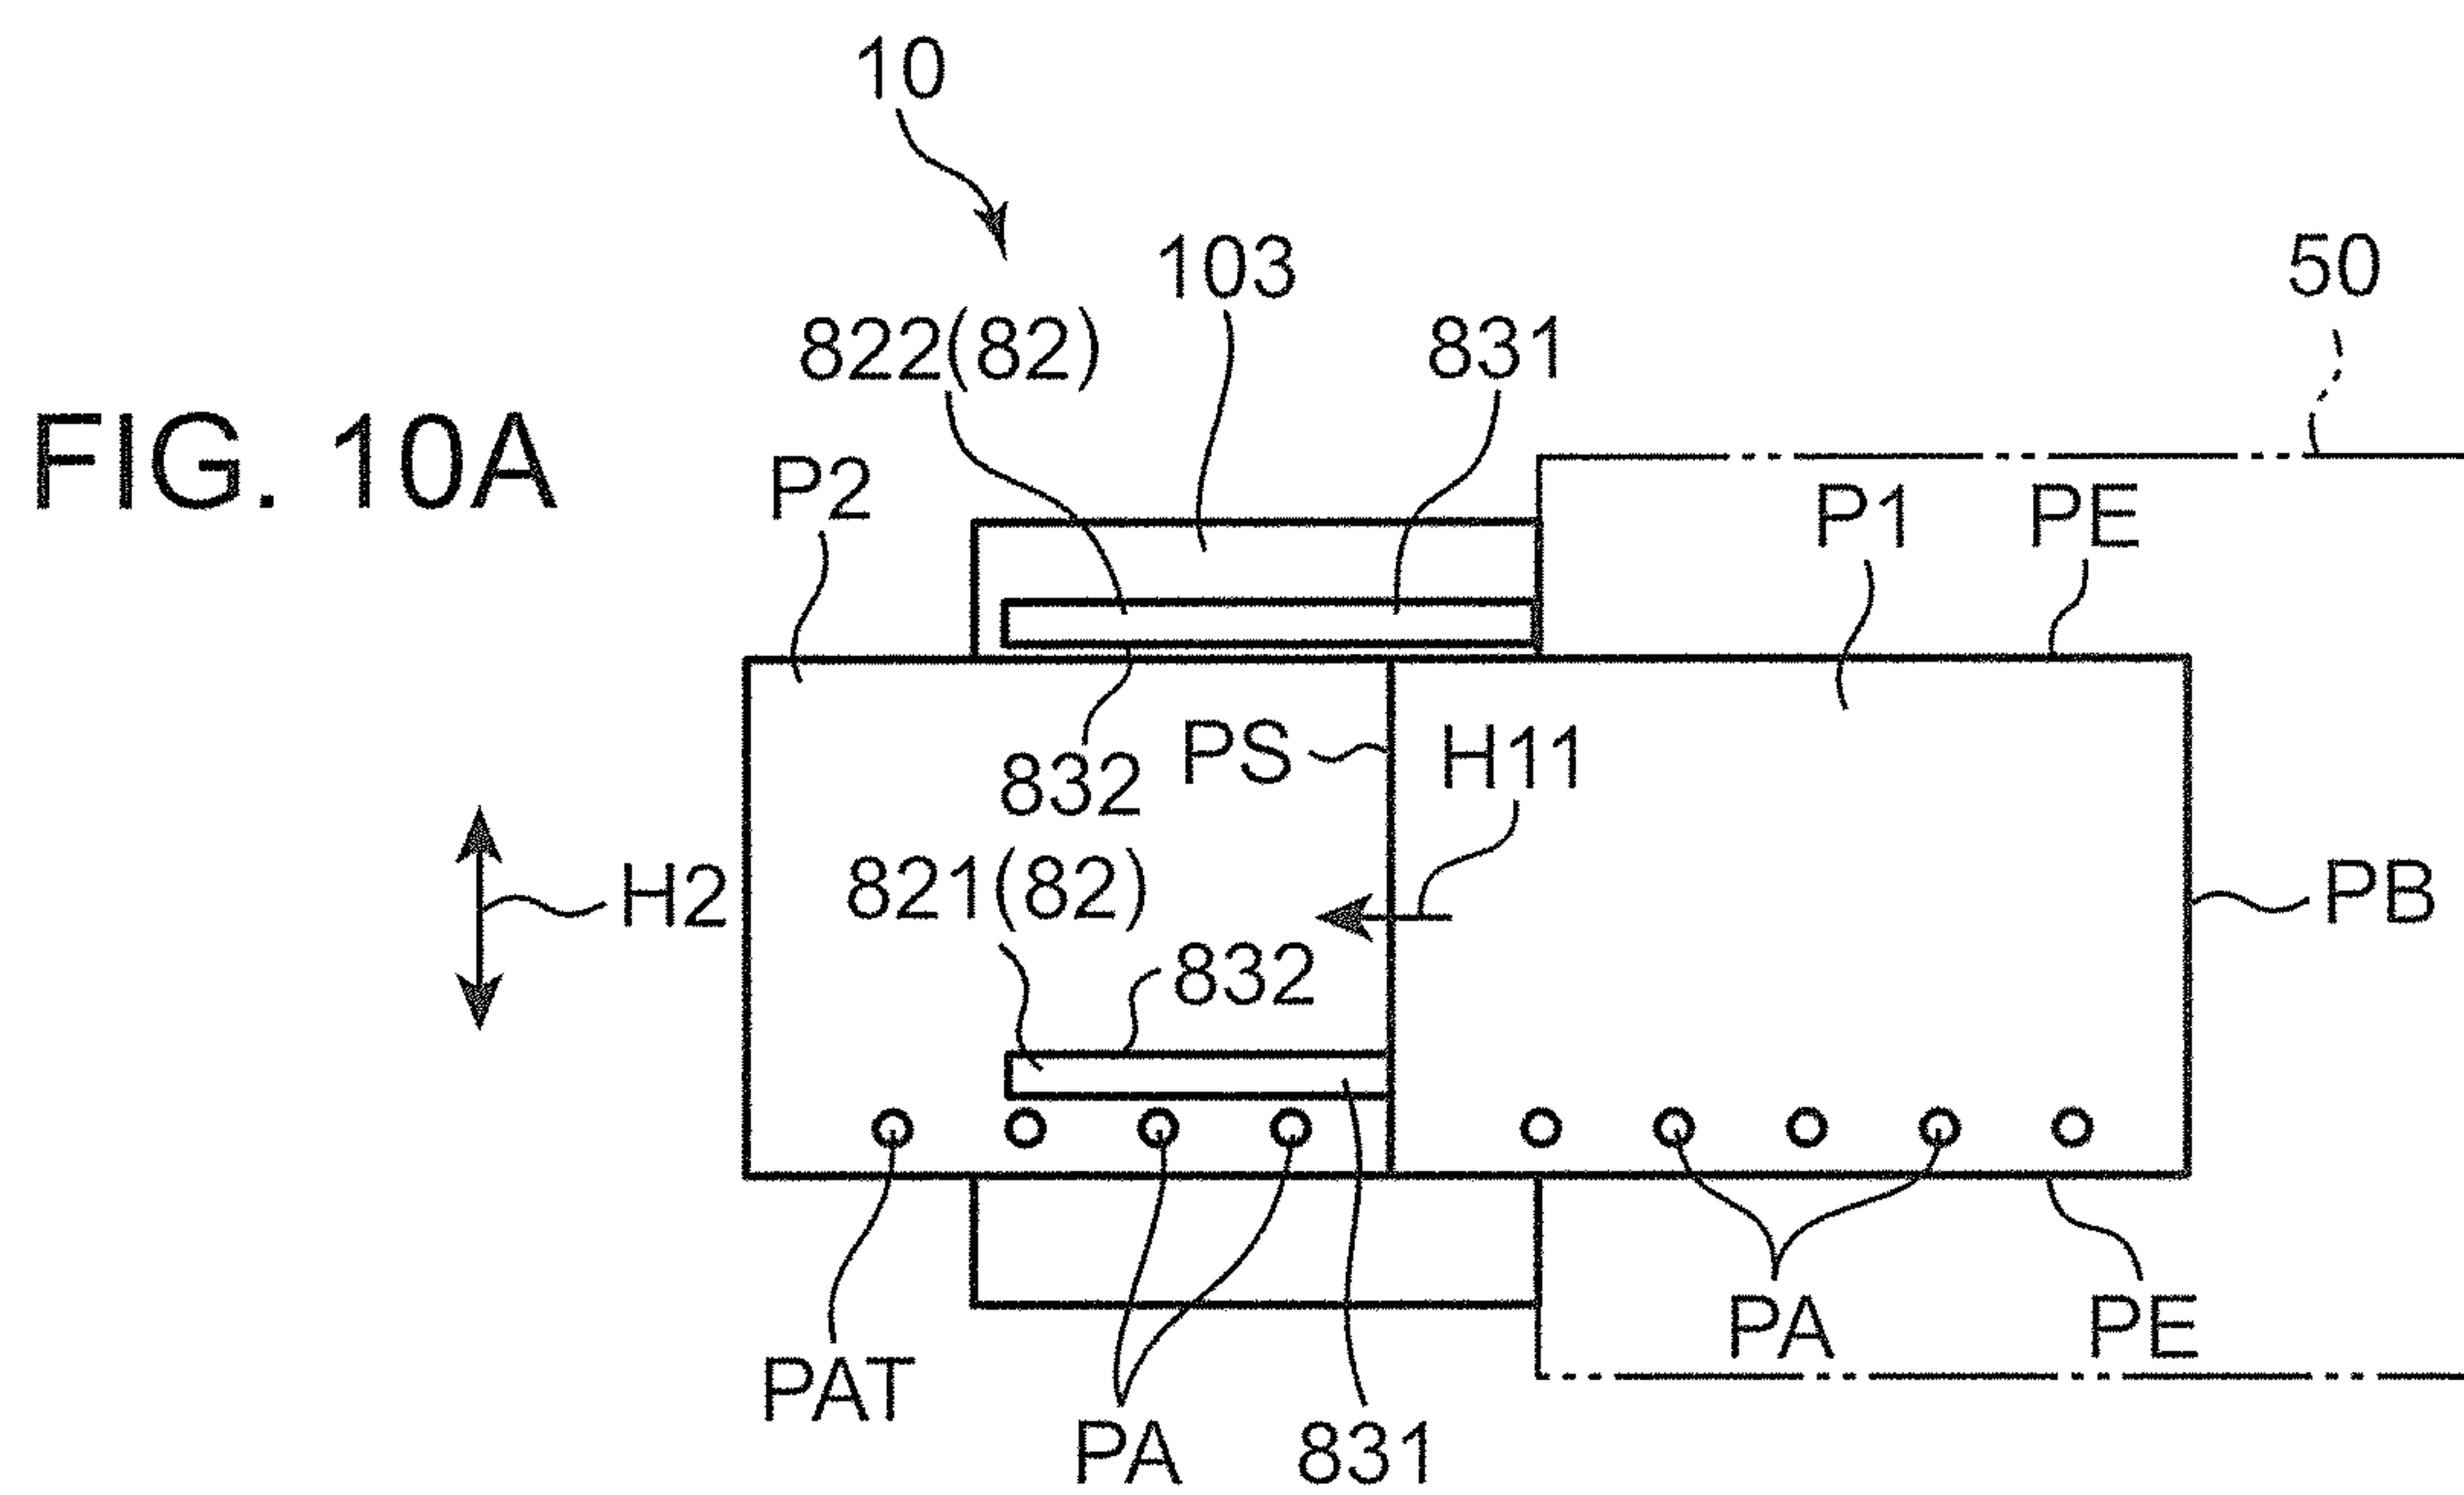 10
103
50
822(82)
831
FIG. 10A
P2
P1
PE
PS
H11
832
821(82)
H2
PB
832
PAT
PA
PE
PA
831